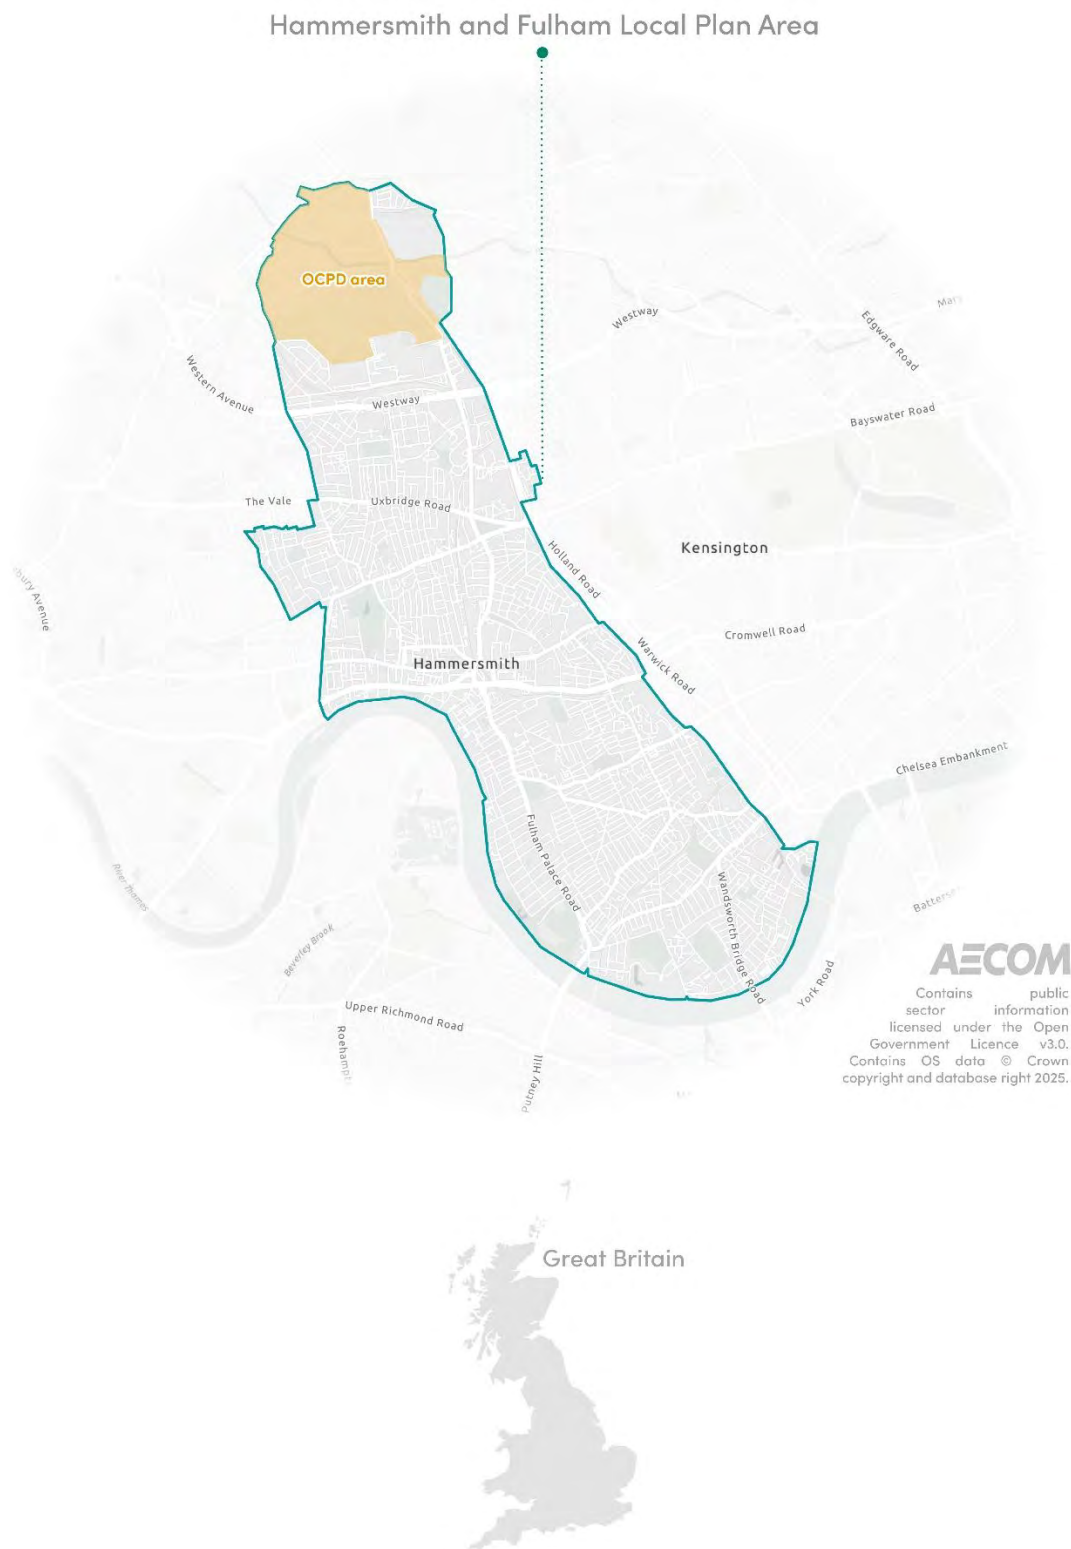 Hammersmith and Fulham Local Plan Area
OCPD area
Westway
Edgware Road
Western Avenue
Westway
Bayswater Road
The Vale
Uxbridge Road
Kensington
Holland Road
Cromwell Road
Hammersmith
Warwick Road
Chelsea Embankment
Fulham Palace Road
Wandsworth Bridge Road
River Thames
Beverley Brook
York Road
Upper Richmond Road
Putney Hill
AECOM
Contains public
sector information
licensed under the Open
Government Licence v3.0.
Contains OS data © Crown
copyright and database right 2025.
Great Britain